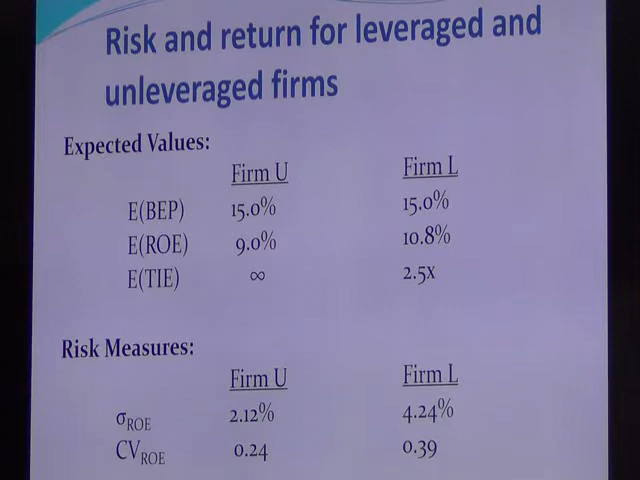 Risk and return for leveraged and
unleveraged firms
Expected Values:
Firm U Firm L
E(BEP) 15.0% 15.0%
E(ROE) 9.0% 10.8%
E(TIE) ∞ 2.5x
Risk Measures:
Firm U Firm L
σROE 2.12% 4.24%
CVROE 0.24 0.39